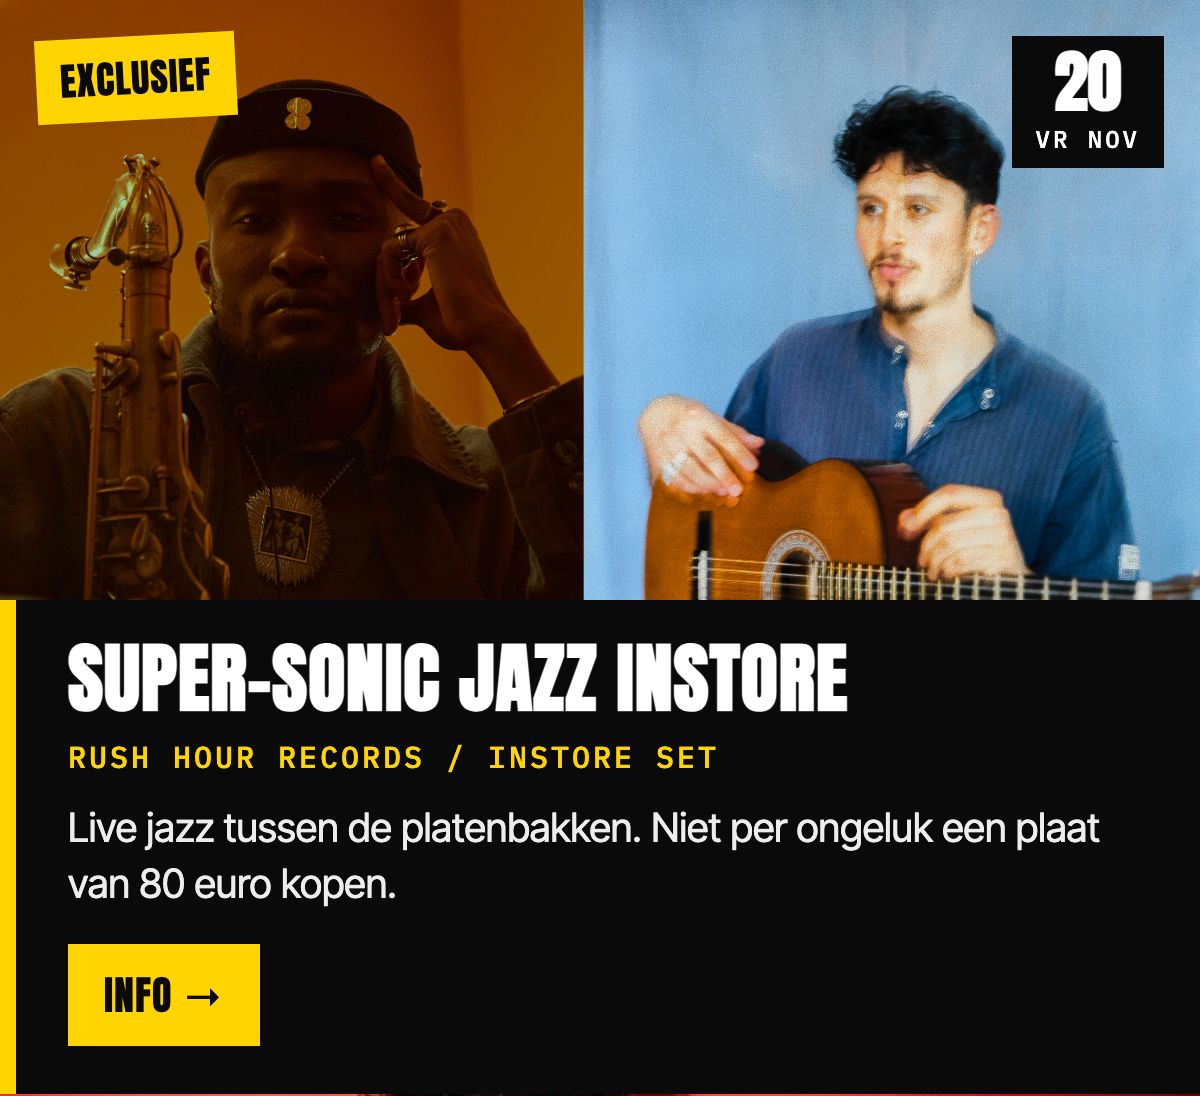 EXCLUSIEF
20
VR NOV
SUPER-SONIC JAZZ INSTORE
RUSH HOUR RECORDS / INSTORE SET
Live jazz tussen de platenbakken. Niet per ongeluk een plaat
van 80 euro kopen.
INFO →